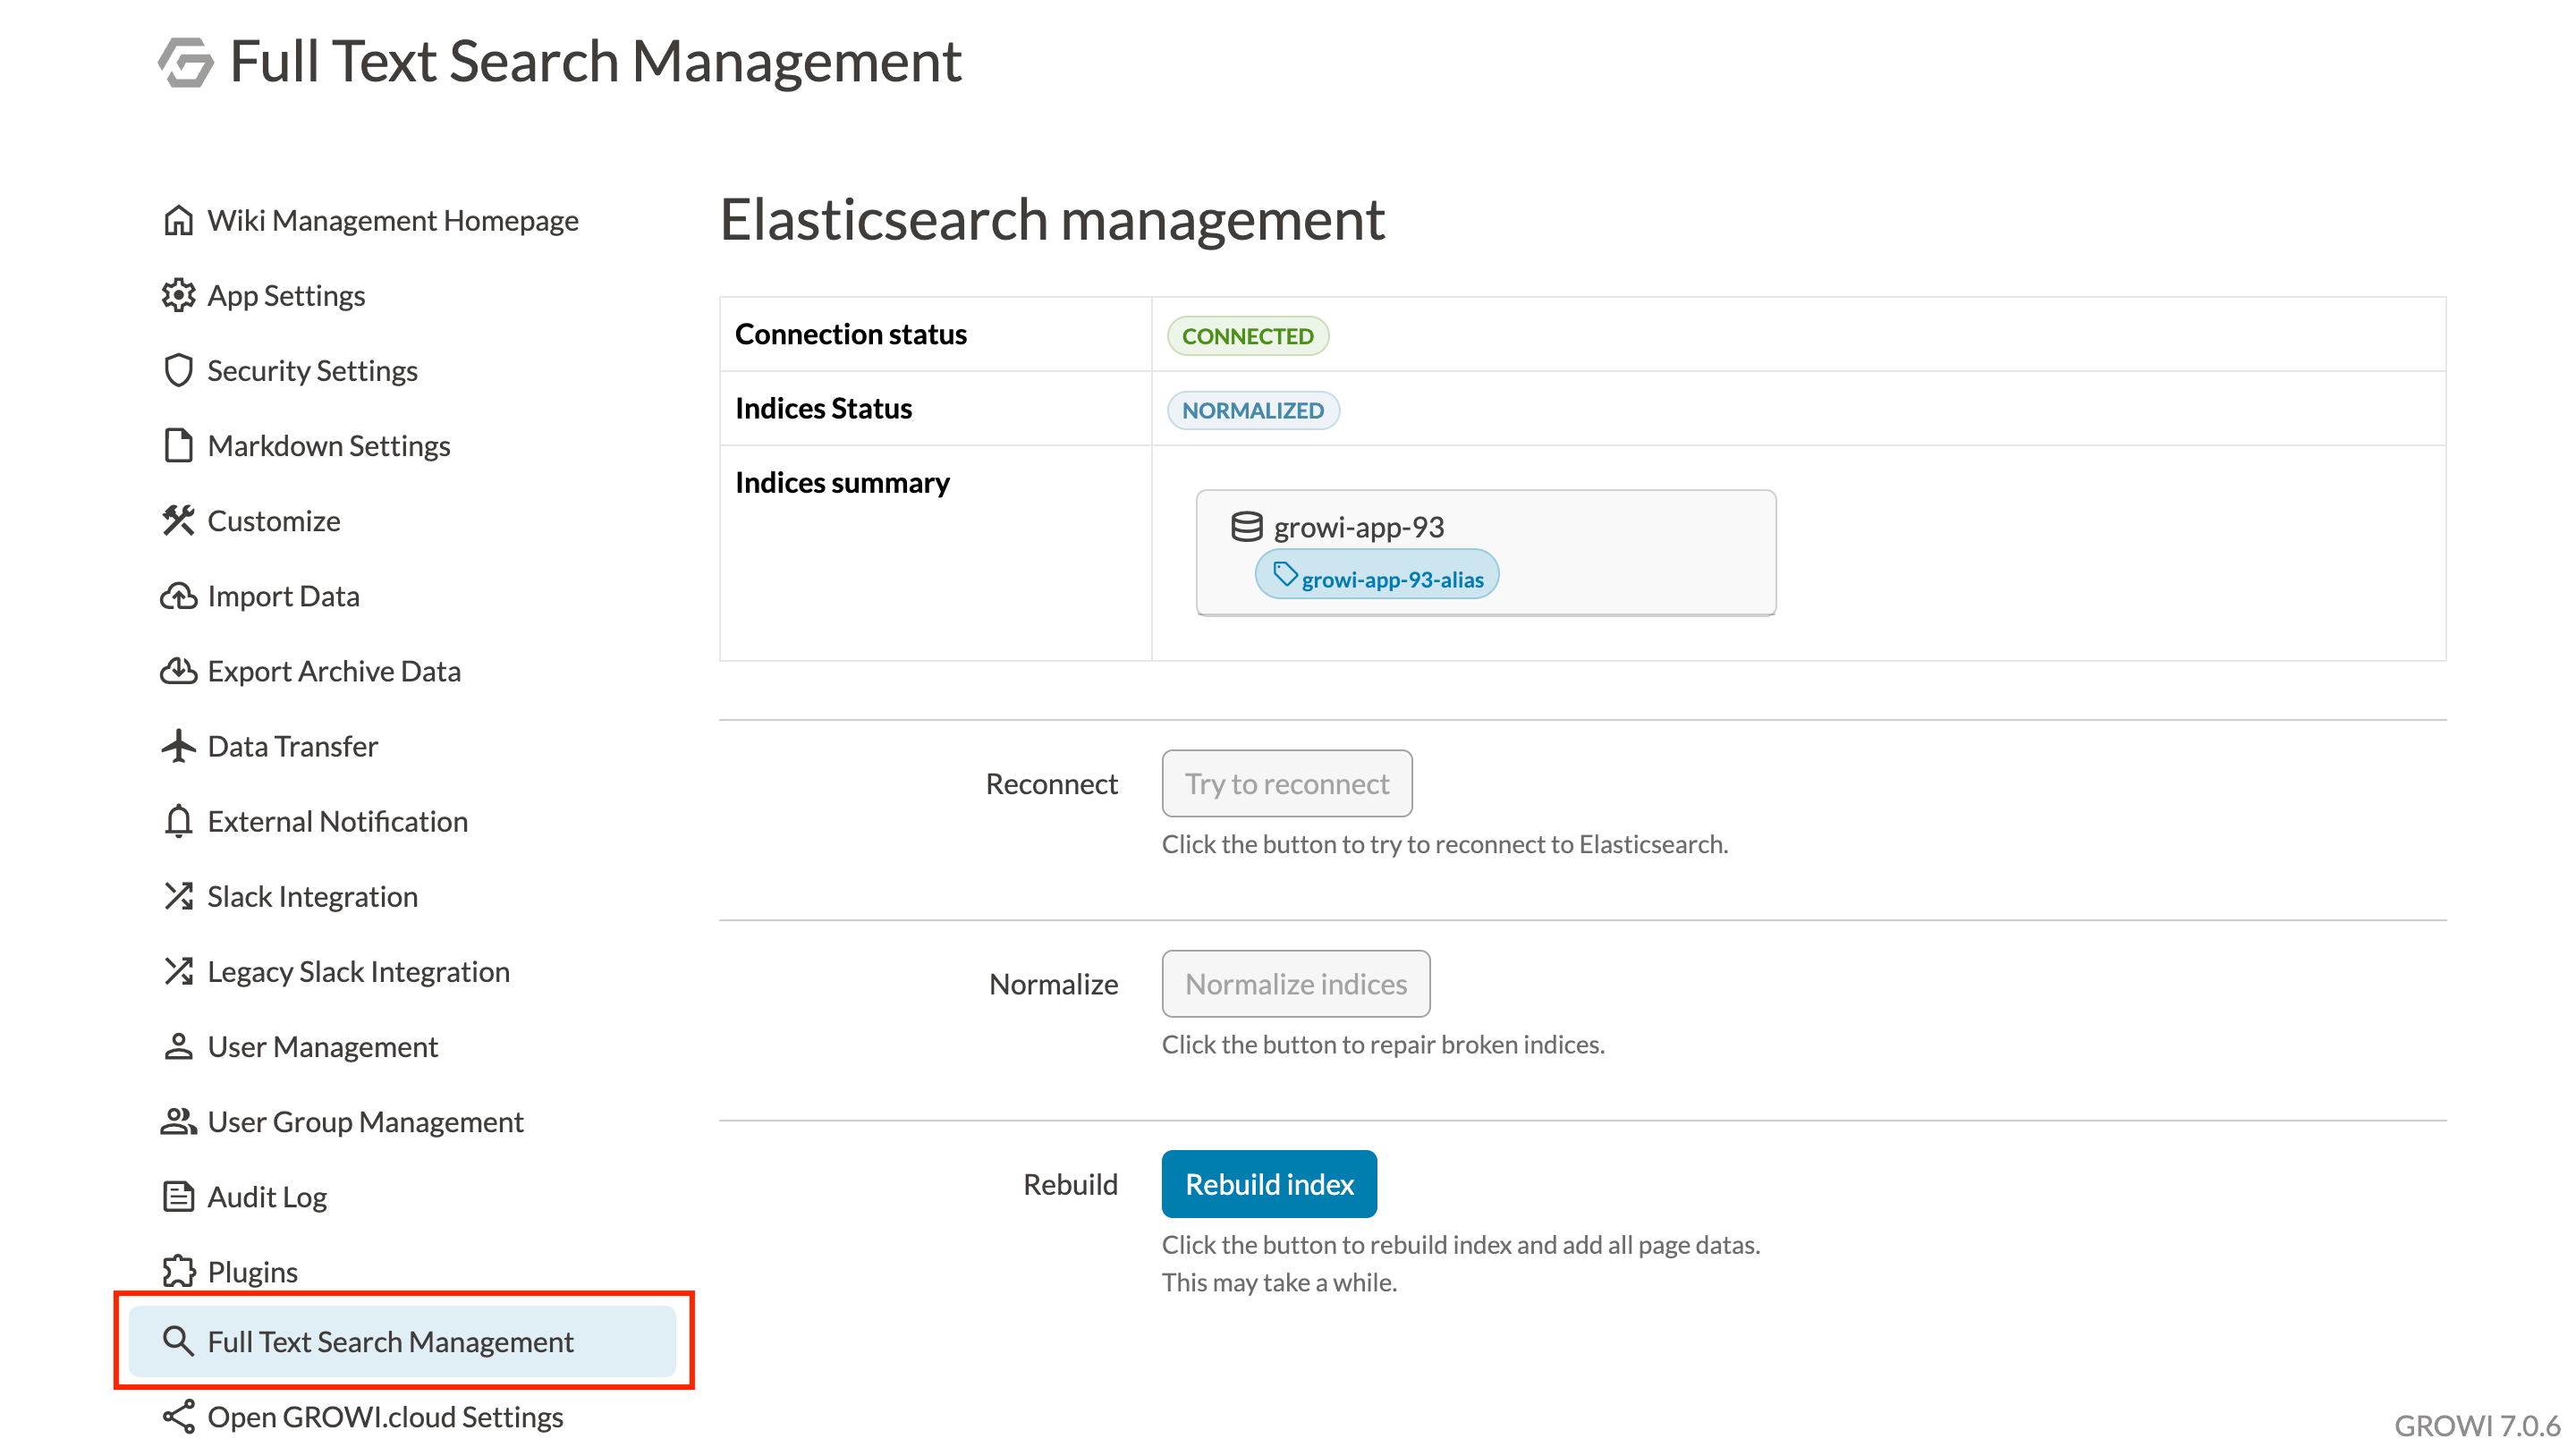 Full Text Search Management
Wiki Management Homepage
App Settings
Security Settings
Markdown Settings
Customize
Import Data
Export Archive Data
Data Transfer
External Notification
Slack Integration
Legacy Slack Integration
User Management
User Group Management
Audit Log
Plugins
Full Text Search Management
Open GROWI.cloud Settings
Elasticsearch management
Connection status CONNECTED
Indices Status NORMALIZED
Indices summary
growi-app-93
growi-app-93-alias
Reconnect Try to reconnect
Click the button to try to reconnect to Elasticsearch.
Normalize Normalize indices
Click the button to repair broken indices.
Rebuild Rebuild index
Click the button to rebuild index and add all page datas.
This may take a while.
GROWI 7.0.6